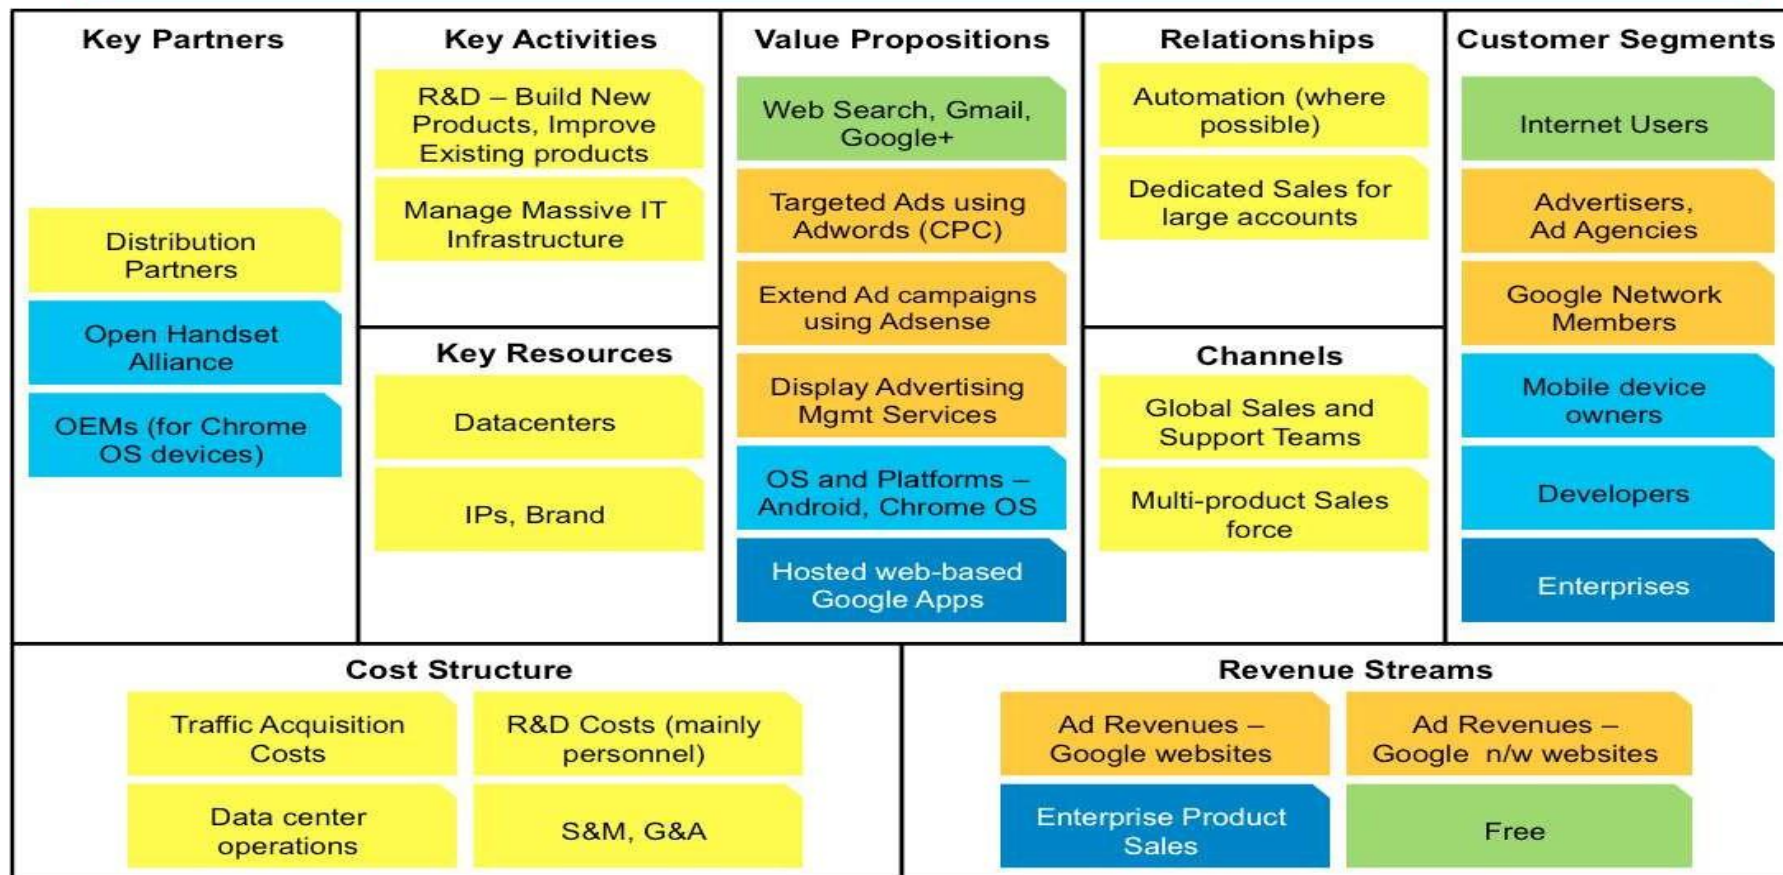 Key Partners
Distribution
Partners
Open Handset
Alliance
OEMs (for Chrome
OS devices)
Key Activities
R&D – Build New
Products, Improve
Existing products
Manage Massive IT
Infrastructure
Key Resources
Datacenters
IPs, Brand
Value Propositions
Web Search, Gmail,
Google+
Targeted Ads using
Adwords (CPC)
Extend Ad campaigns
using Adsense
Display Advertising
Mgmt Services
OS and Platforms –
Android, Chrome OS
Hosted web-based
Google Apps
Relationships
Automation (where
possible)
Dedicated Sales for
large accounts
Channels
Global Sales and
Support Teams
Multi-product Sales
force
Customer Segments
Internet Users
Advertisers,
Ad Agencies
Google Network
Members
Mobile device
owners
Developers
Enterprises
Cost Structure
Traffic Acquisition
Costs
R&D Costs (mainly
personnel)
Data center
operations
S&M, G&A
Revenue Streams
Ad Revenues –
Google websites
Ad Revenues –
Google n/w websites
Enterprise Product
Sales
Free